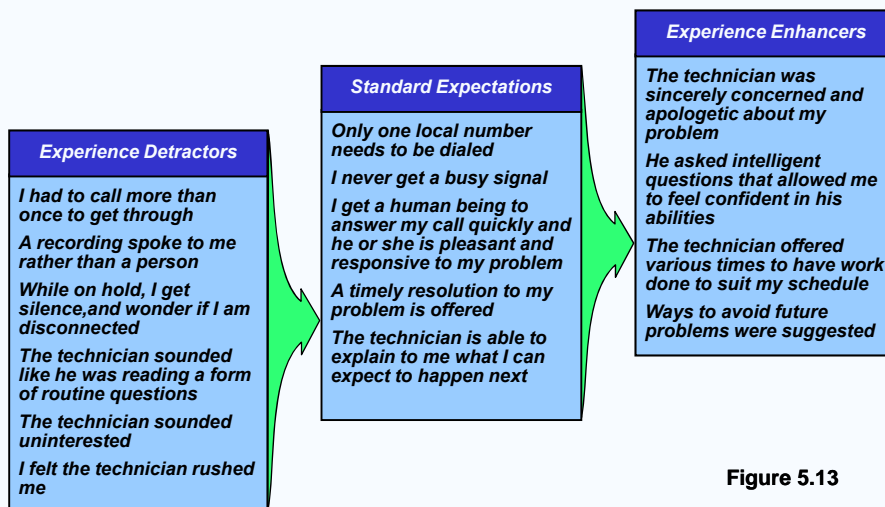 Experience Detractors
I had to call more than
once to get through
A recording spoke to me
rather than a person
While on hold, I get
silence,and wonder if I am
disconnected
The technician sounded
like he was reading a form
of routine questions
The technician sounded
uninterested
I felt the technician rushed
me
Standard Expectations
Only one local number
needs to be dialed
I never get a busy signal
I get a human being to
answer my call quickly and
he or she is pleasant and
responsive to my problem
A timely resolution to my
problem is offered
The technician is able to
explain to me what I can
expect to happen next
Experience Enhancers
The technician was
sincerely concerned and
apologetic about my
problem
He asked intelligent
questions that allowed me
to feel confident in his
abilities
The technician offered
various times to have work
done to suit my schedule
Ways to avoid future
problems were suggested
Figure 5.13